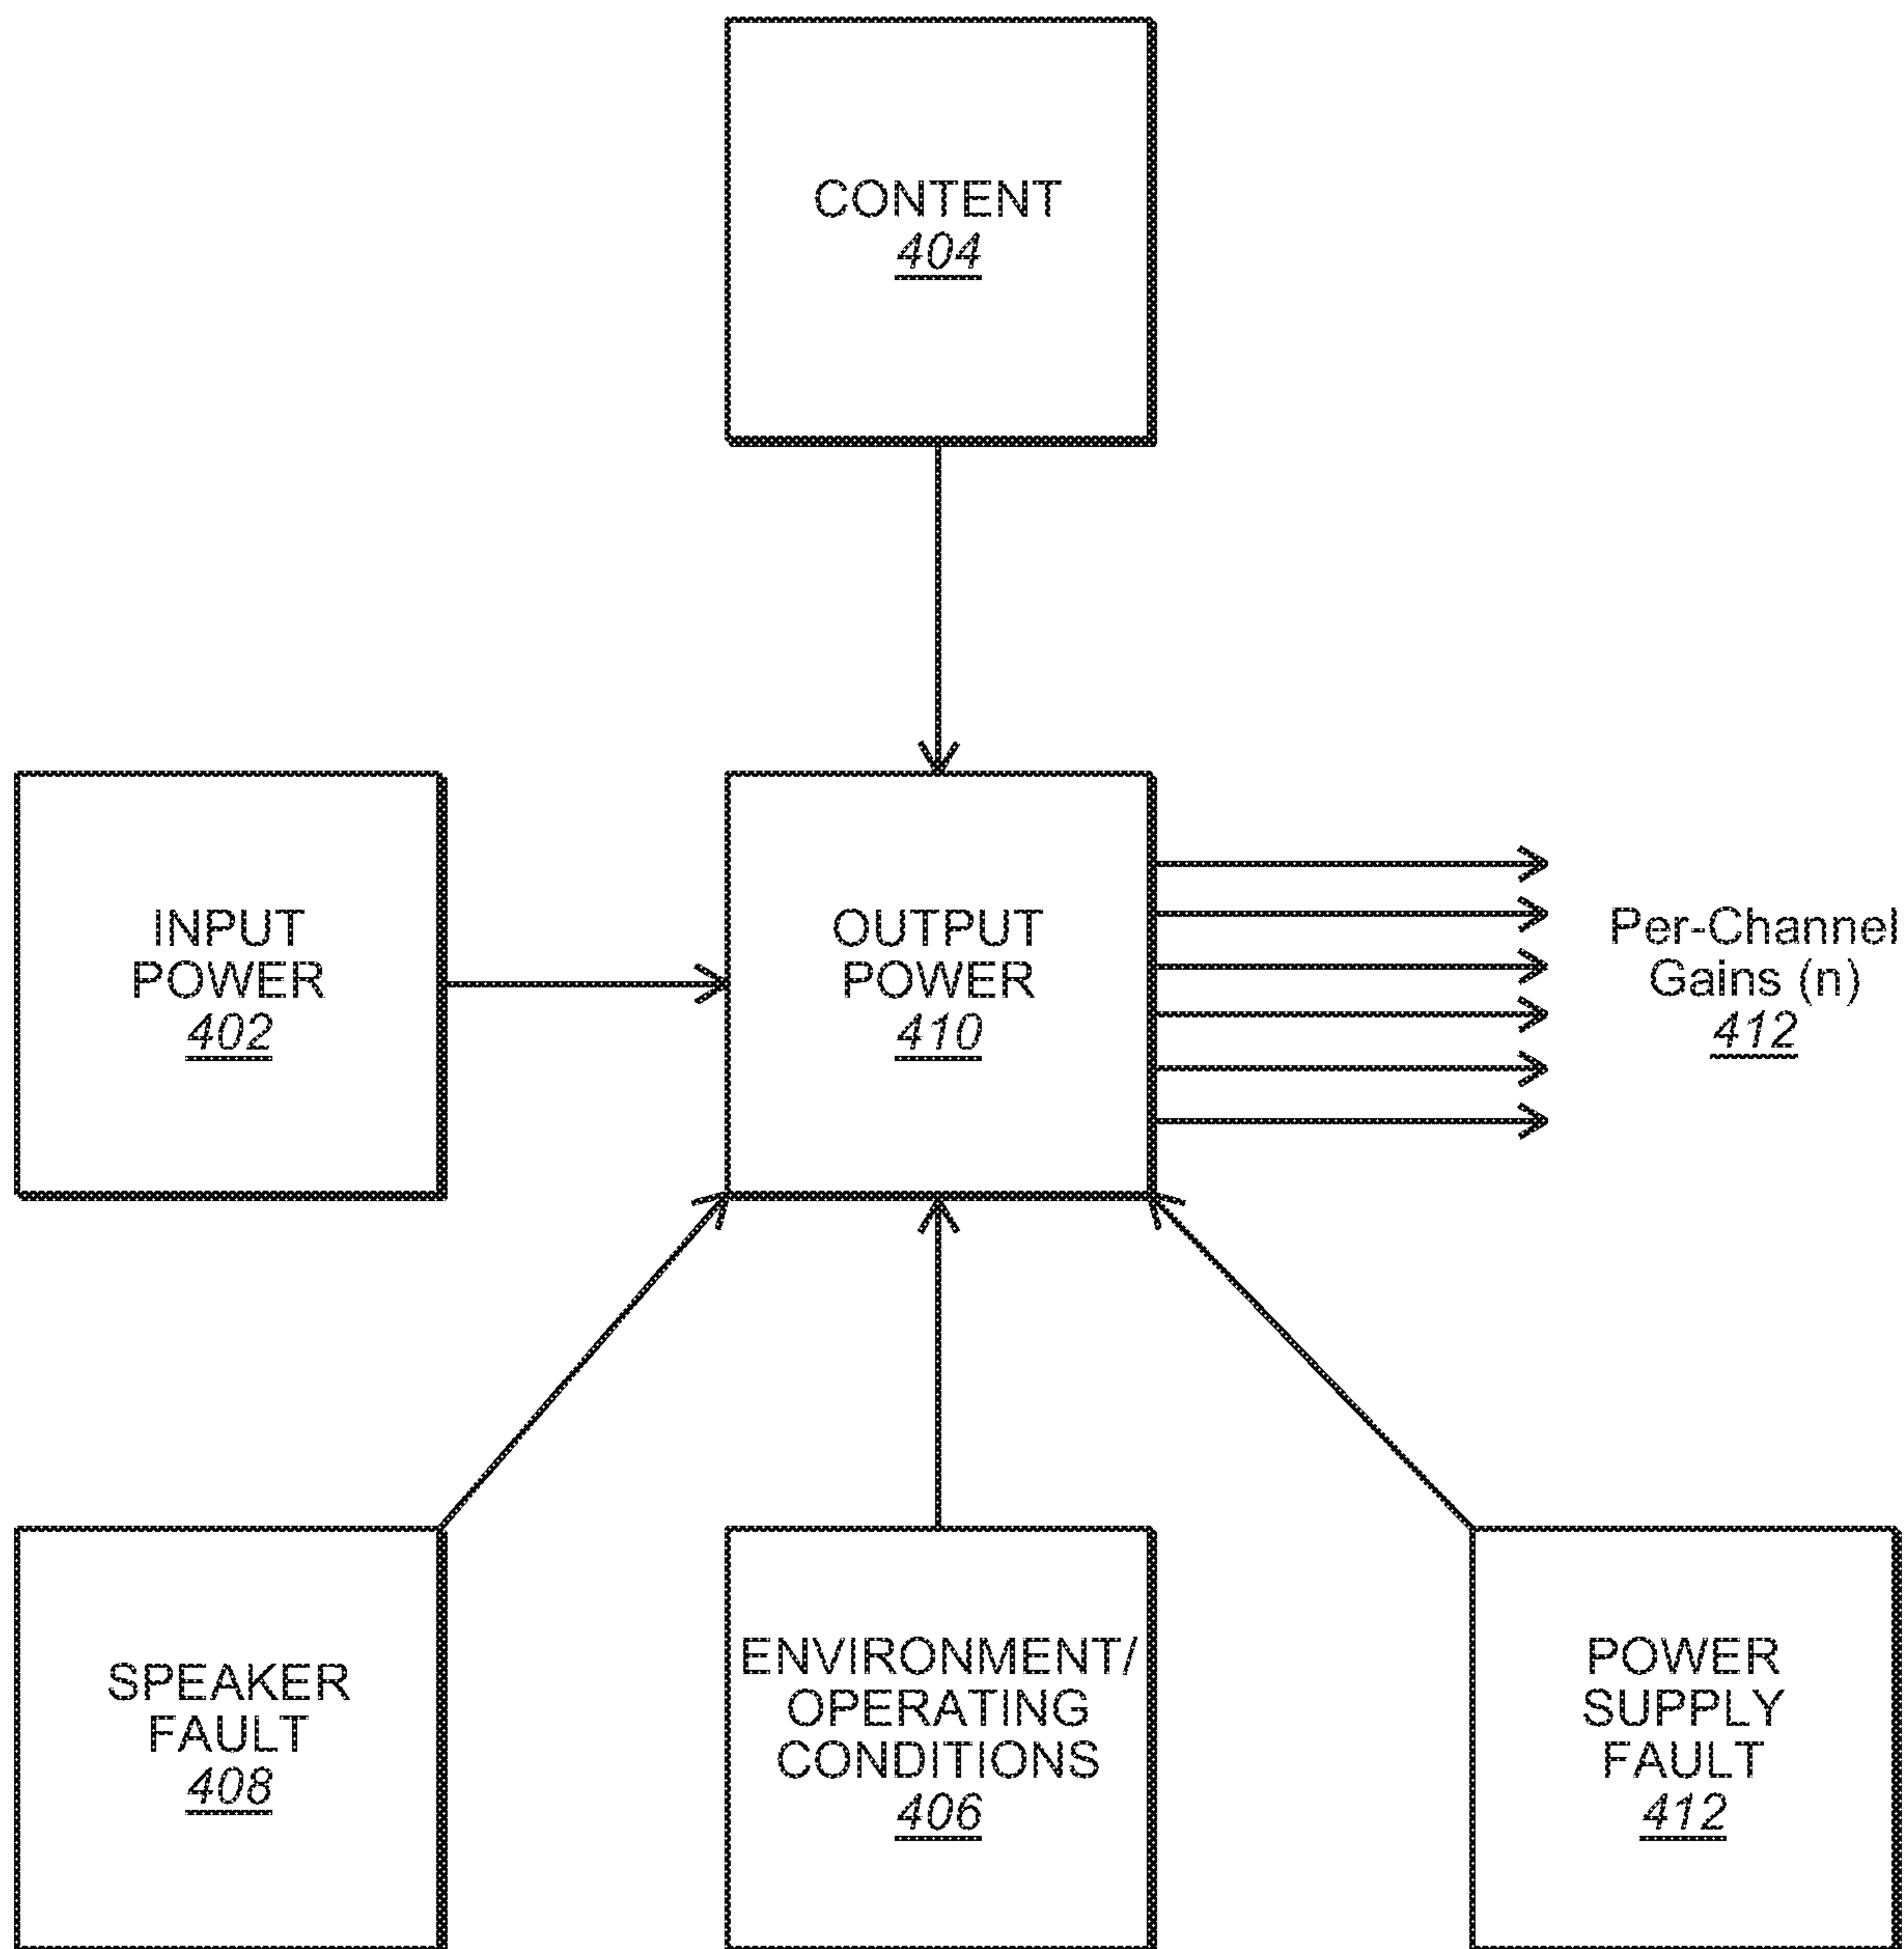 CONTENT
404
INPUT
POWER
402
OUTPUT
POWER
410
Per-Channel
Gains (n)
412
SPEAKER
FAULT
408
ENVIRONMENT/
OPERATING
CONDITIONS
406
POWER
SUPPLY
FAULT
412